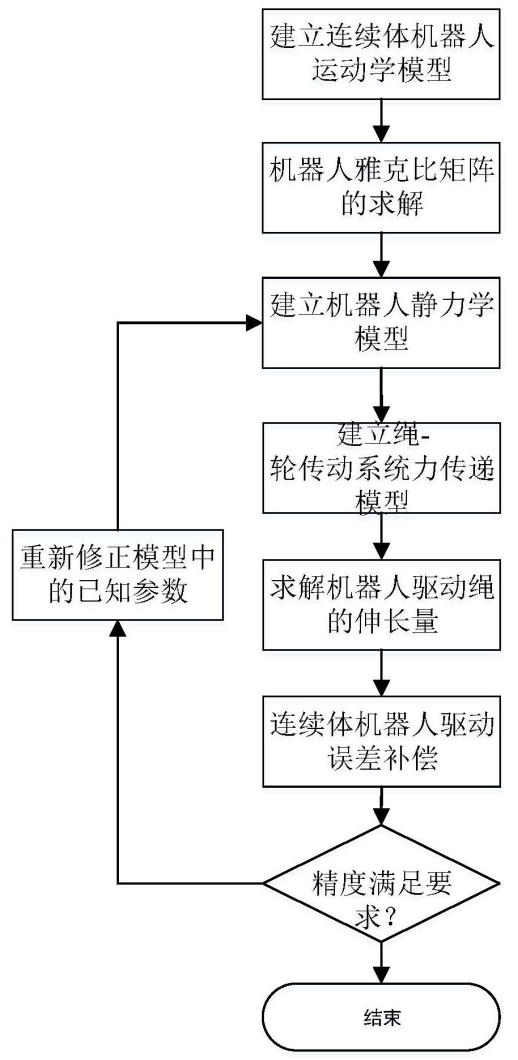 建立连续体机器人
运动学模型
机器人雅克比矩阵
的求解
建立机器人静力学
模型
建立绳-
轮传动系统力传递
模型
重新修正模型中
的已知参数
求解机器人驱动绳
的伸长量
连续体机器人驱动
误差补偿
精度满足要
求?
结束